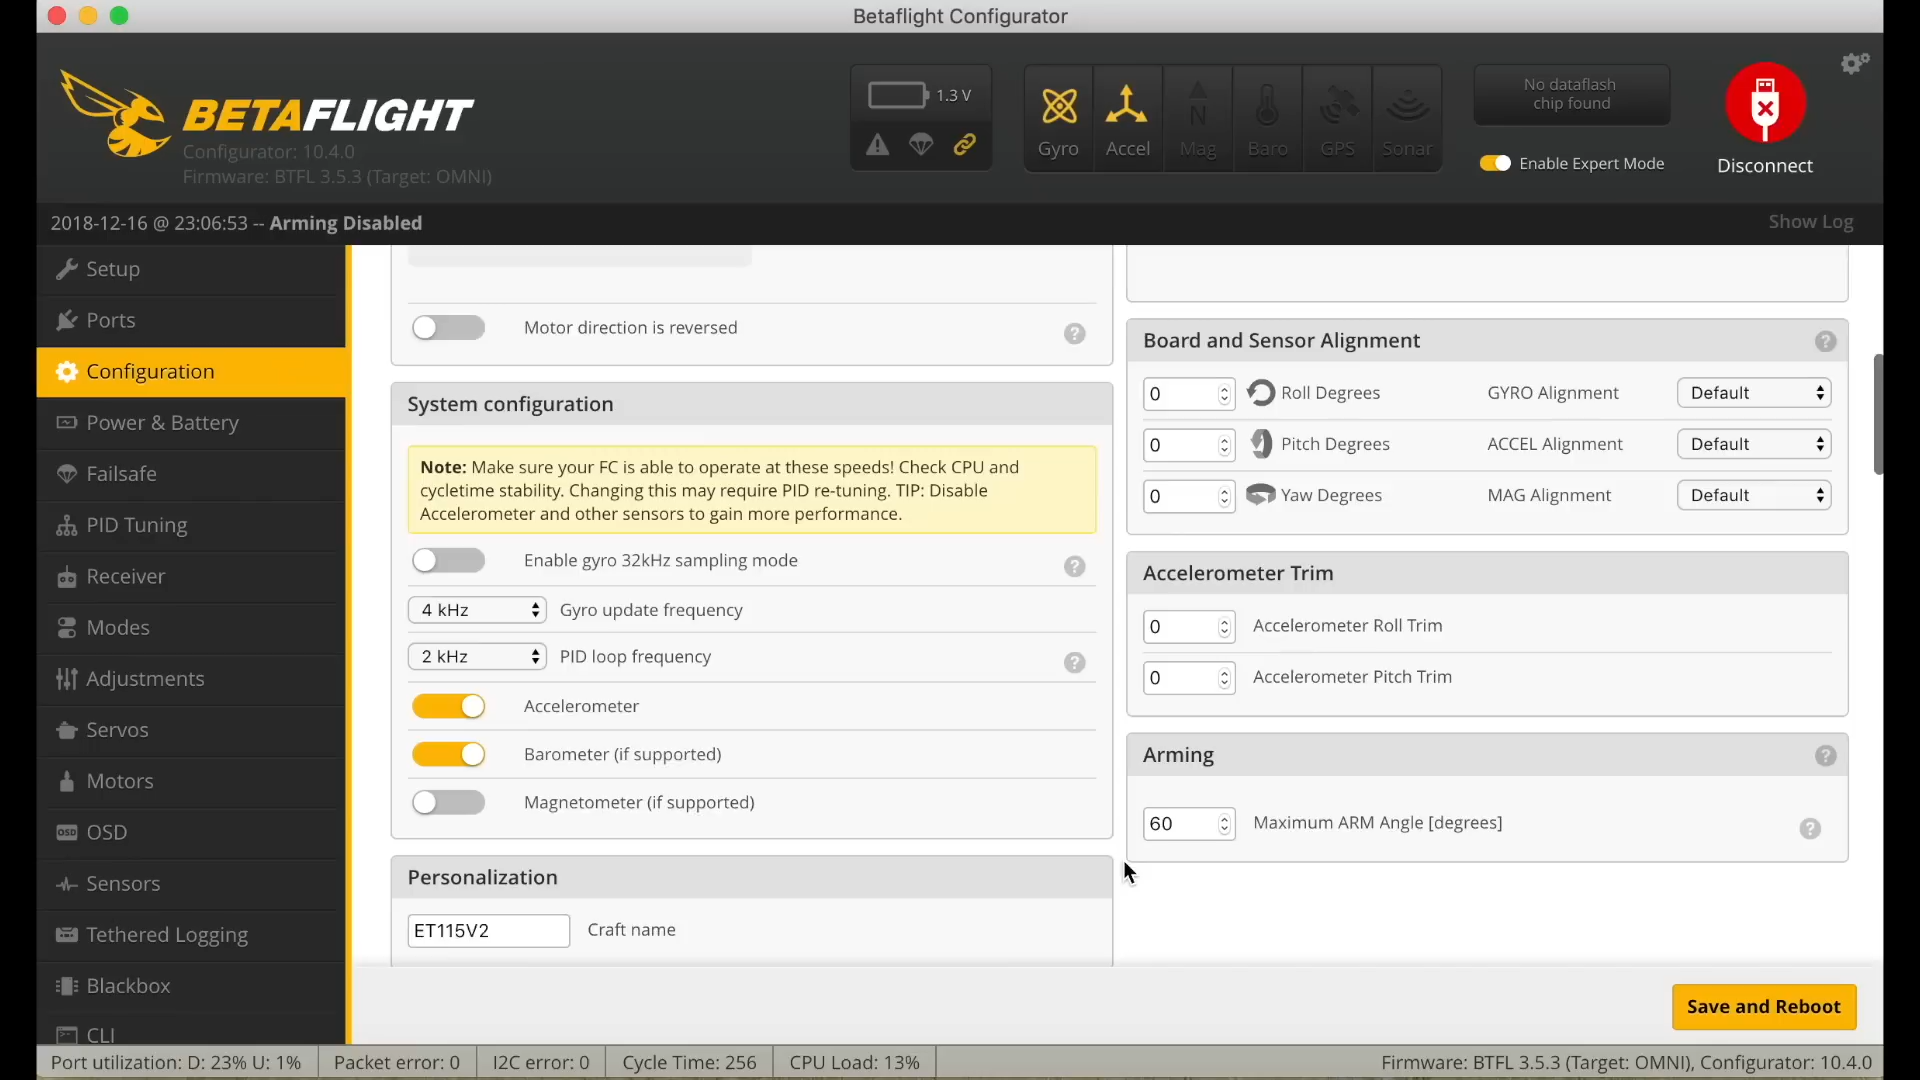 Betaflight Configurator
BETAFLIGHT
Configurator: 10.4.0
Firmware: BTFL 3.5.3 (Target: OMNI)
1.3 V
Gyro
Accel
N
Mag
Baro
GPS
Sonar
No dataflash
chip found
Enable Expert Mode
Disconnect
2018-12-16 @ 23:06:53 -- Arming Disabled
Show Log
Setup
Ports
Configuration
Power & Battery
Failsafe
PID Tuning
Receiver
Modes
Adjustments
Servos
Motors
OSD OSD
Sensors
Tethered Logging
Blackbox
CLI
Motor direction is reversed ?
System configuration
Note: Make sure your FC is able to operate at these speeds! Check CPU and
cycletime stability. Changing this may require PID re-tuning. TIP: Disable
Accelerometer and other sensors to gain more performance.
Enable gyro 32kHz sampling mode ?
4 kHz Gyro update frequency
2 kHz PID loop frequency ?
Accelerometer
Barometer (if supported)
Magnetometer (if supported)
Personalization
ET115V2 Craft name
Board and Sensor Alignment ?
0 Roll Degrees GYRO Alignment Default
0 Pitch Degrees ACCEL Alignment Default
0 Yaw Degrees MAG Alignment Default
Accelerometer Trim
0 Accelerometer Roll Trim
0 Accelerometer Pitch Trim
Arming ?
60 Maximum ARM Angle [degrees] ?
Save and Reboot
Port utilization: D: 23% U: 1% Packet error: 0 I2C error: 0 Cycle Time: 256 CPU Load: 13% Firmware: BTFL 3.5.3 (Target: OMNI), Configurator: 10.4.0